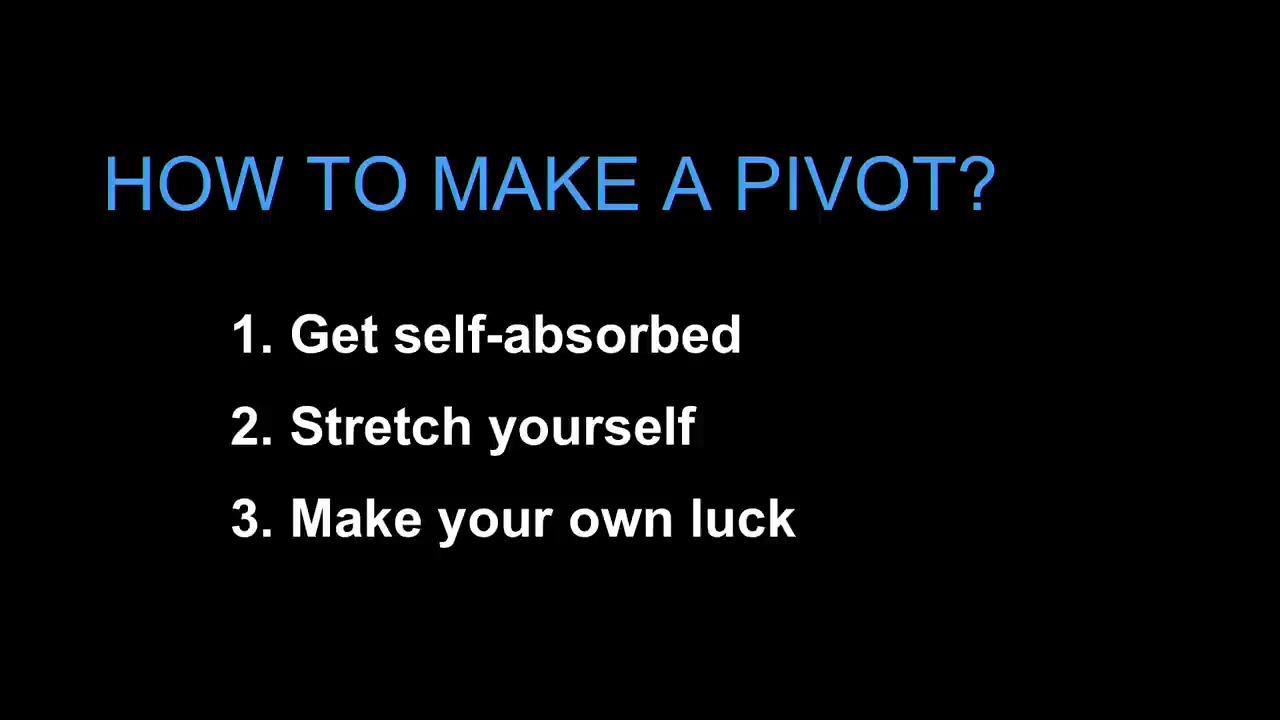 HOW TO MAKE A PIVOT?
1. Get self-absorbed
2. Stretch yourself
3. Make your own luck